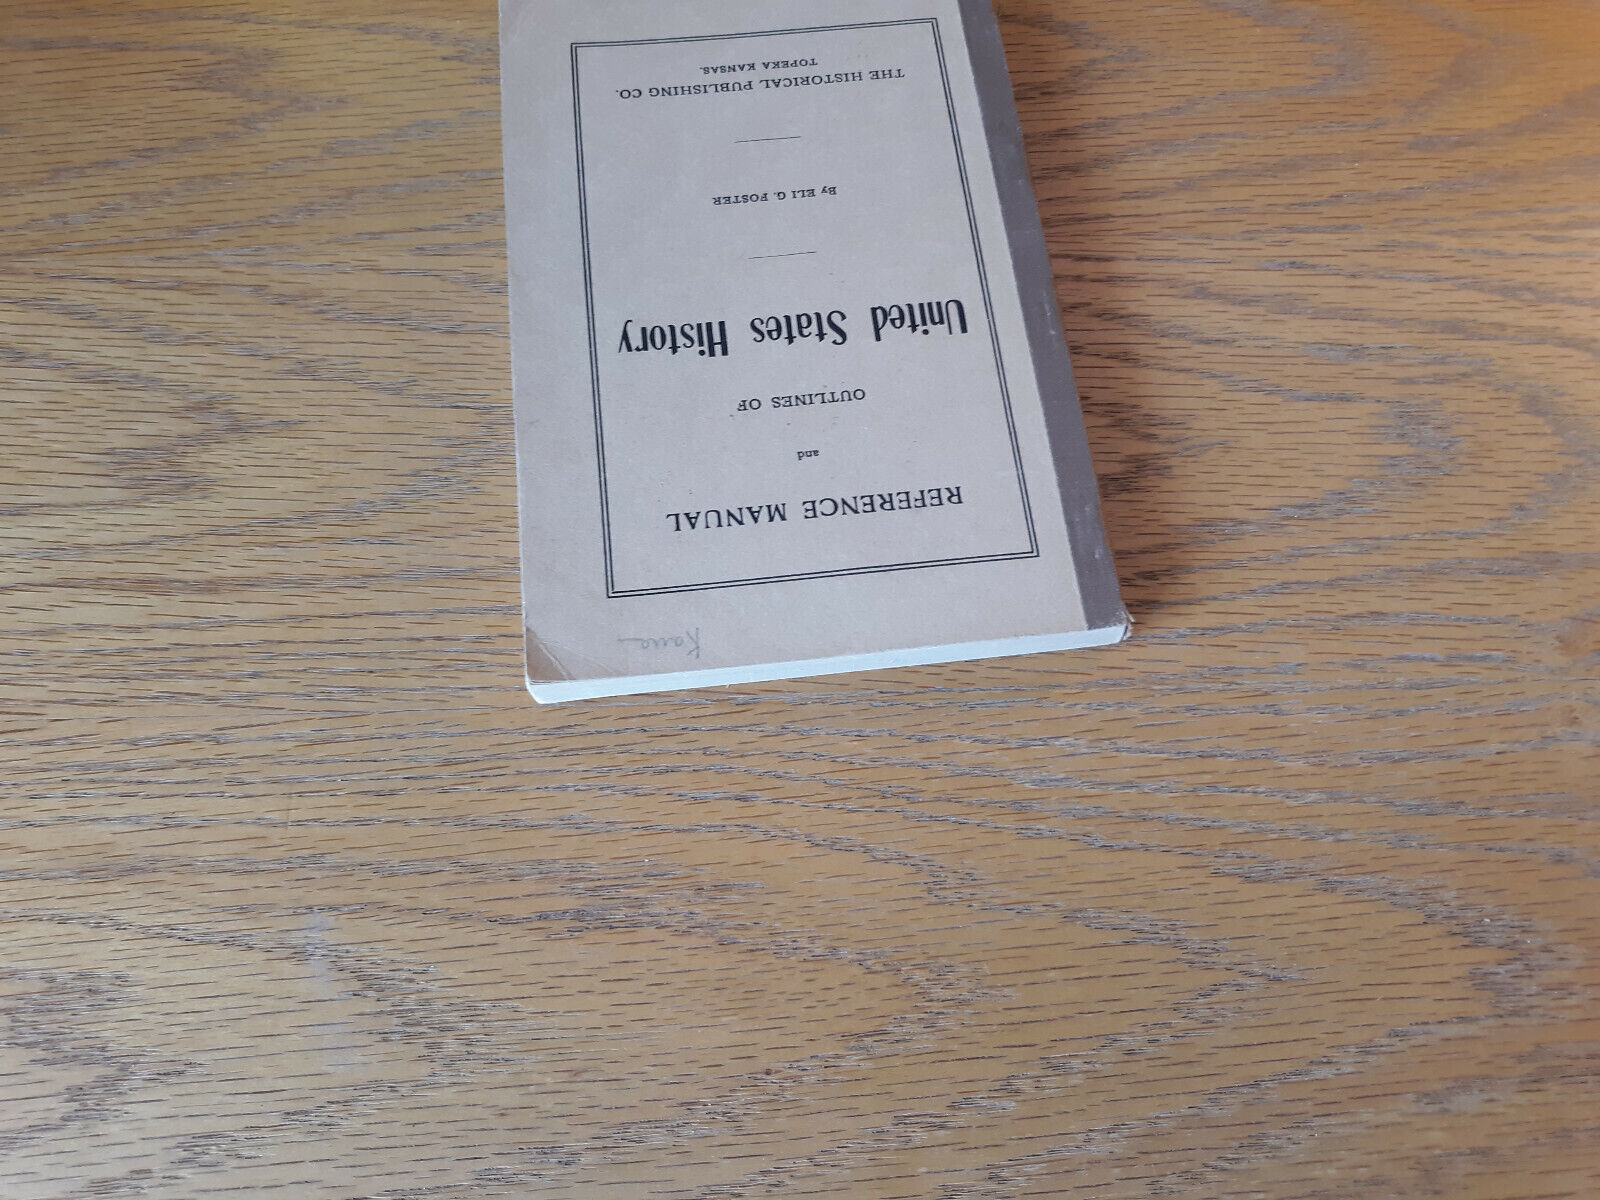 REFERENCE MANUAL
and
OUTLINES OF
United States History
By ELI G. FOSTER
THE HISTORICAL PUBLISHING CO.
TOPEKA KANSAS.